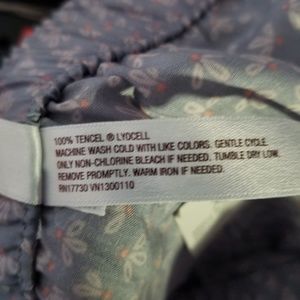 100% TENCEL ® LYOCELL
MACHINE WASH COLD WITH LIKE COLORS. GENTLE CYCLE.
ONLY NON-CHLORINE BLEACH IF NEEDED. TUMBLE DRY LOW.
REMOVE PROMPTLY. WARM IRON IF NEEDED.
RN17730 VN1300110